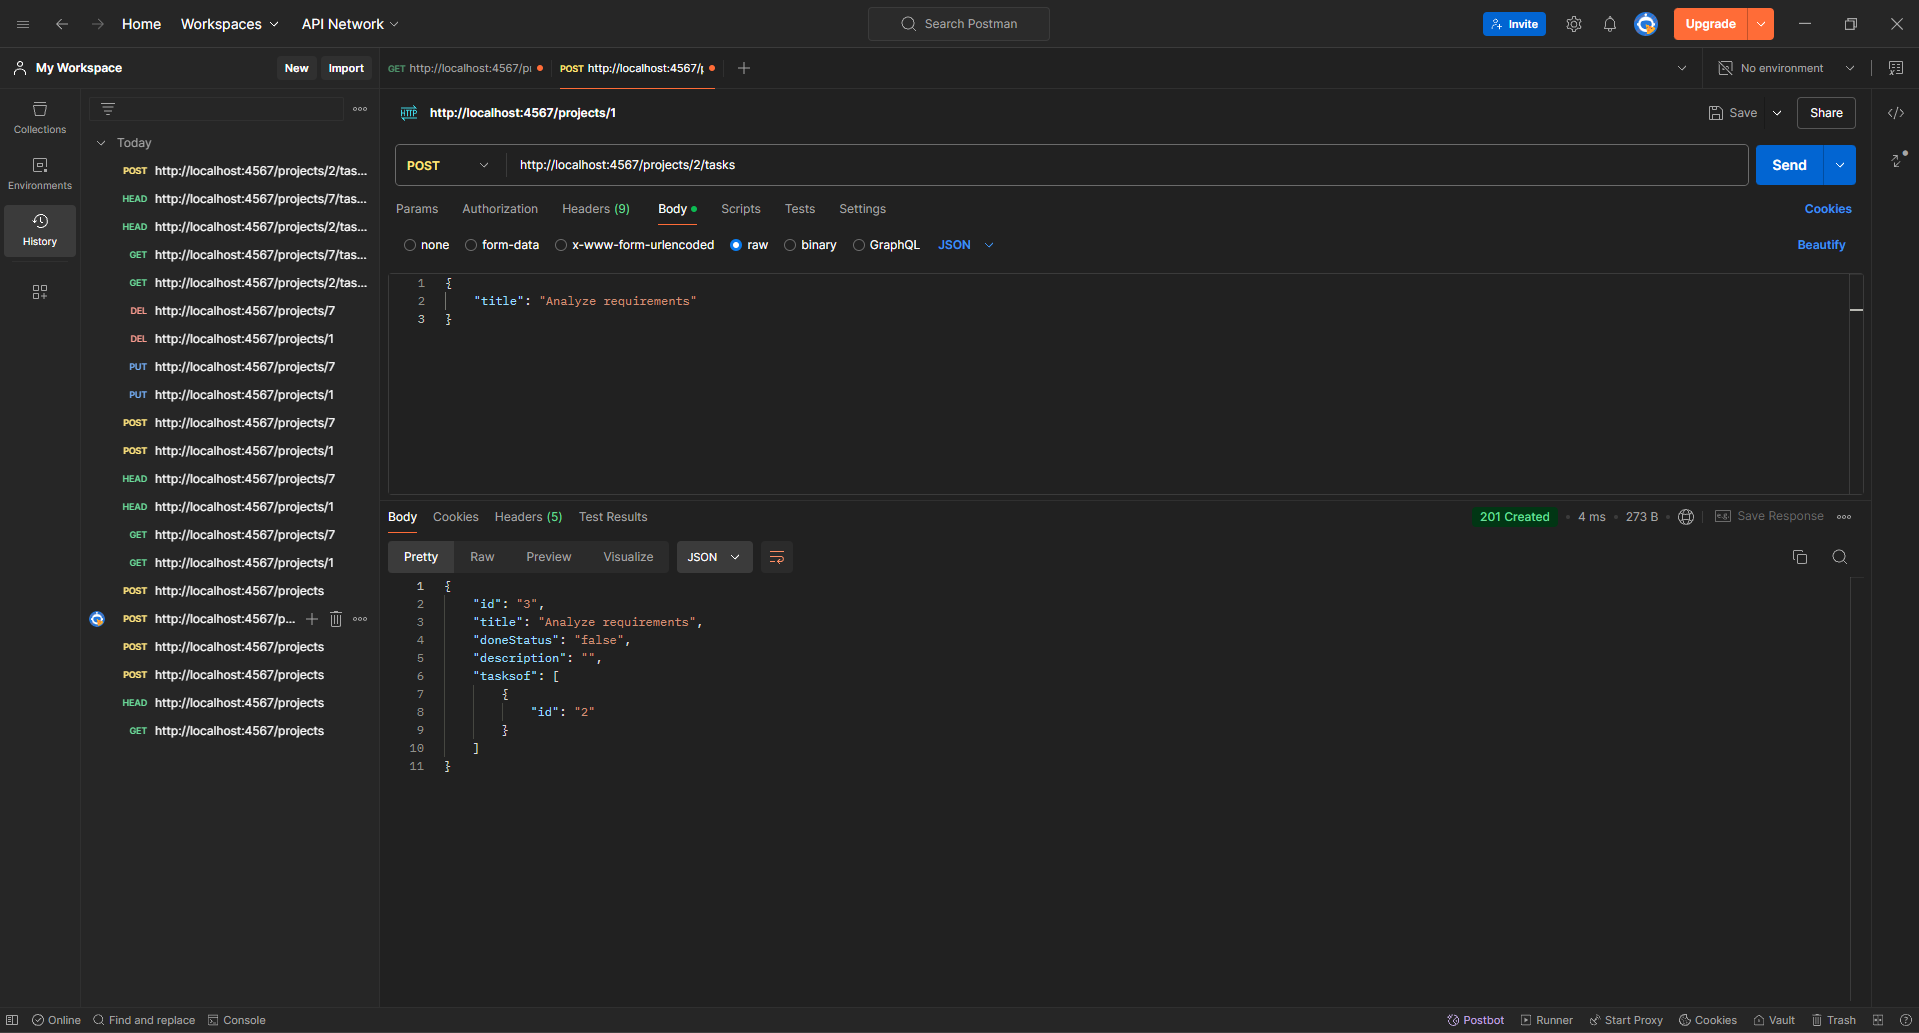 Home Workspaces API Network Search Postman Invite Upgrade
My Workspace New Import GET http://localhost:4567/p POST http://localhost:4567/ No environment
Collections
Environments
History
Today
POST http://localhost:4567/projects/2/tas...
HEAD http://localhost:4567/projects/7/tas...
HEAD http://localhost:4567/projects/2/tas...
GET http://localhost:4567/projects/7/tas...
GET http://localhost:4567/projects/2/tas...
DEL http://localhost:4567/projects/7
DEL http://localhost:4567/projects/1
PUT http://localhost:4567/projects/7
PUT http://localhost:4567/projects/1
POST http://localhost:4567/projects/7
POST http://localhost:4567/projects/1
HEAD http://localhost:4567/projects/7
HEAD http://localhost:4567/projects/1
GET http://localhost:4567/projects/7
GET http://localhost:4567/projects/1
POST http://localhost:4567/projects
POST http://localhost:4567/p...
POST http://localhost:4567/projects
POST http://localhost:4567/projects
HEAD http://localhost:4567/projects
GET http://localhost:4567/projects
HTTP http://localhost:4567/projects/1 Save Share
POST http://localhost:4567/projects/2/tasks Send
Params Authorization Headers (9) Body Scripts Tests Settings Cookies
none form-data x-www-form-urlencoded raw binary GraphQL JSON Beautify
1 {
2 "title": "Analyze requirements"
3 }
Body Cookies Headers (5) Test Results 201 Created 4 ms 273 B e.g. Save Response
Pretty Raw Preview Visualize JSON
1 {
2 "id": "3",
3 "title": "Analyze requirements",
4 "doneStatus": "false",
5 "description": "",
6 "tasksof": [
7 {
8 "id": "2"
9 }
10 ]
11 }
Online Find and replace Console Postbot Runner Start Proxy Cookies Vault Trash